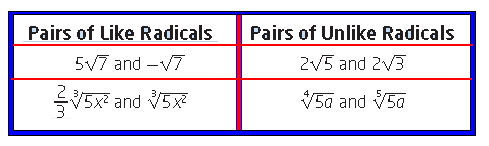 Pairs of Like Radicals Pairs of Unlike Radicals
5√7 and −√7 2√5 and 2√3
2/3 ∛5x² and ∛5x² ⁴√5a and ⁵√5a